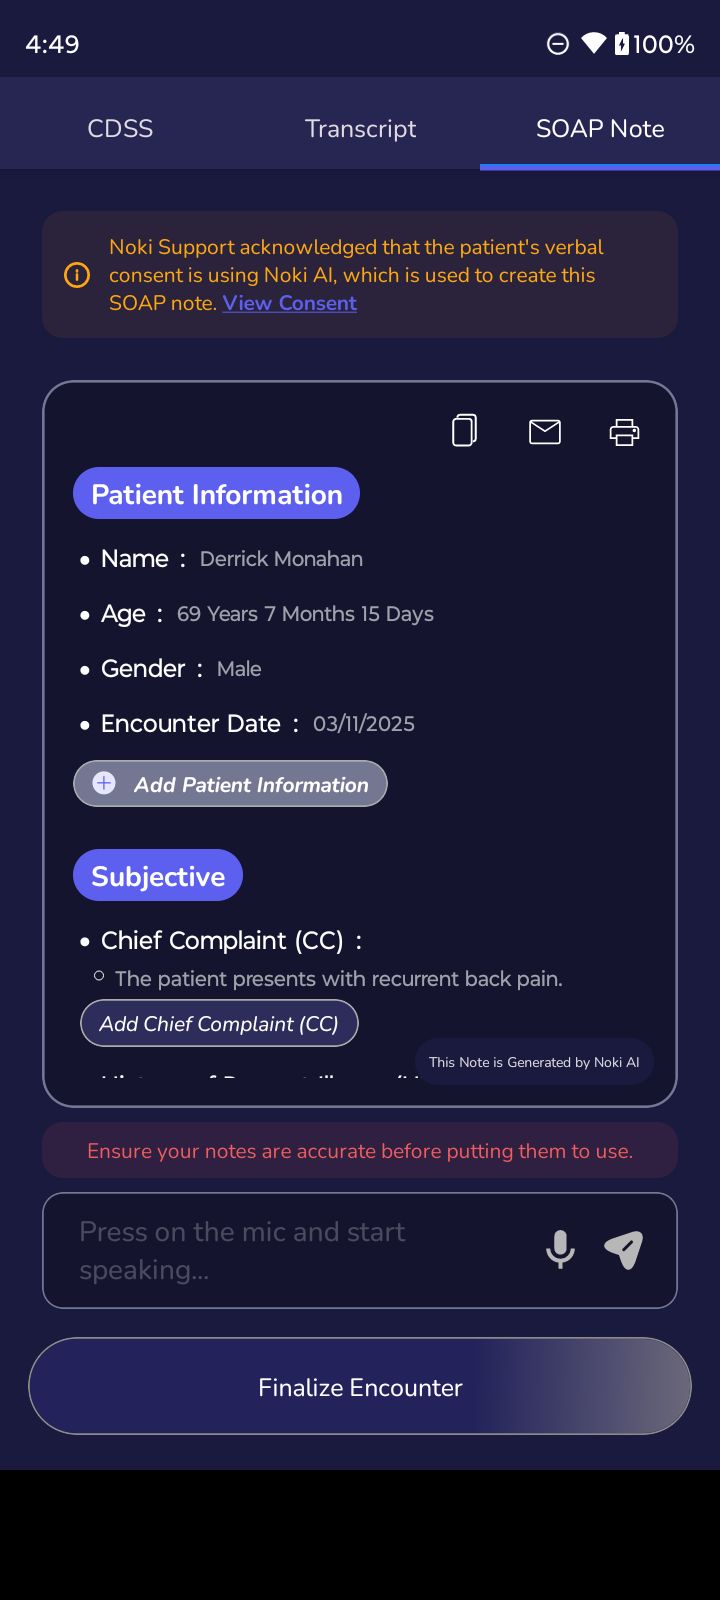 4:49
100%
CDSS
Transcript
SOAP Note
Noki Support acknowledged that the patient's verbal
consent is using Noki AI, which is used to create this
SOAP note. View Consent
Patient Information
• Name : Derrick Monahan
• Age : 69 Years 7 Months 15 Days
• Gender : Male
• Encounter Date : 03/11/2025
Add Patient Information
Subjective
• Chief Complaint (CC) :
The patient presents with recurrent back pain.
Add Chief Complaint (CC)
This Note is Generated by Noki AI
Ensure your notes are accurate before putting them to use.
Press on the mic and start
speaking...
Finalize Encounter